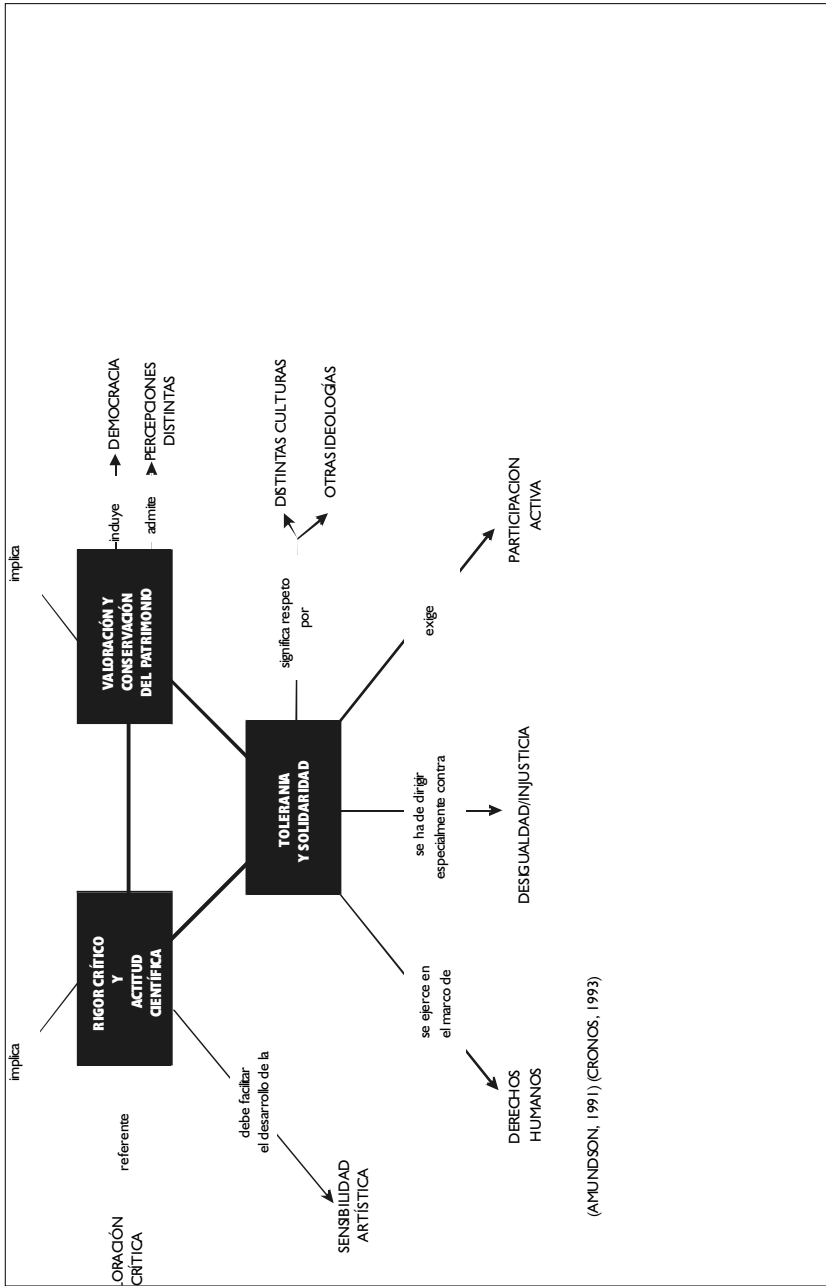 implica
implica
RIGOR CRÍTICO
Y
ACTITUD
CIENTÍFICA
VALORACIÓN Y
CONSERVACIÓN
DEL PATRIMONIO
ORACIÓN
CRÍTICA
referente
incluye
DEMOCRACIA
admite
PERCEPCIONES
DISTINTAS
debe facilitar
el desarrollo de la
SENSIBILIDAD
ARTÍSTICA
TOLERANIA
Y SOLIDARIDAD
significa respeto
por
DISTINTAS CULTURAS
OTRAS IDEOLOGÍAS
se ejerce en
el marco de
se ha de dirigir
especialmente contra
exige
DERECHOS
HUMANOS
DESIGUALDAD/INJUSTICIA
PARTICIPACION
ACTIVA
(AMUNDSON, 1991) (CRONOS, 1993)